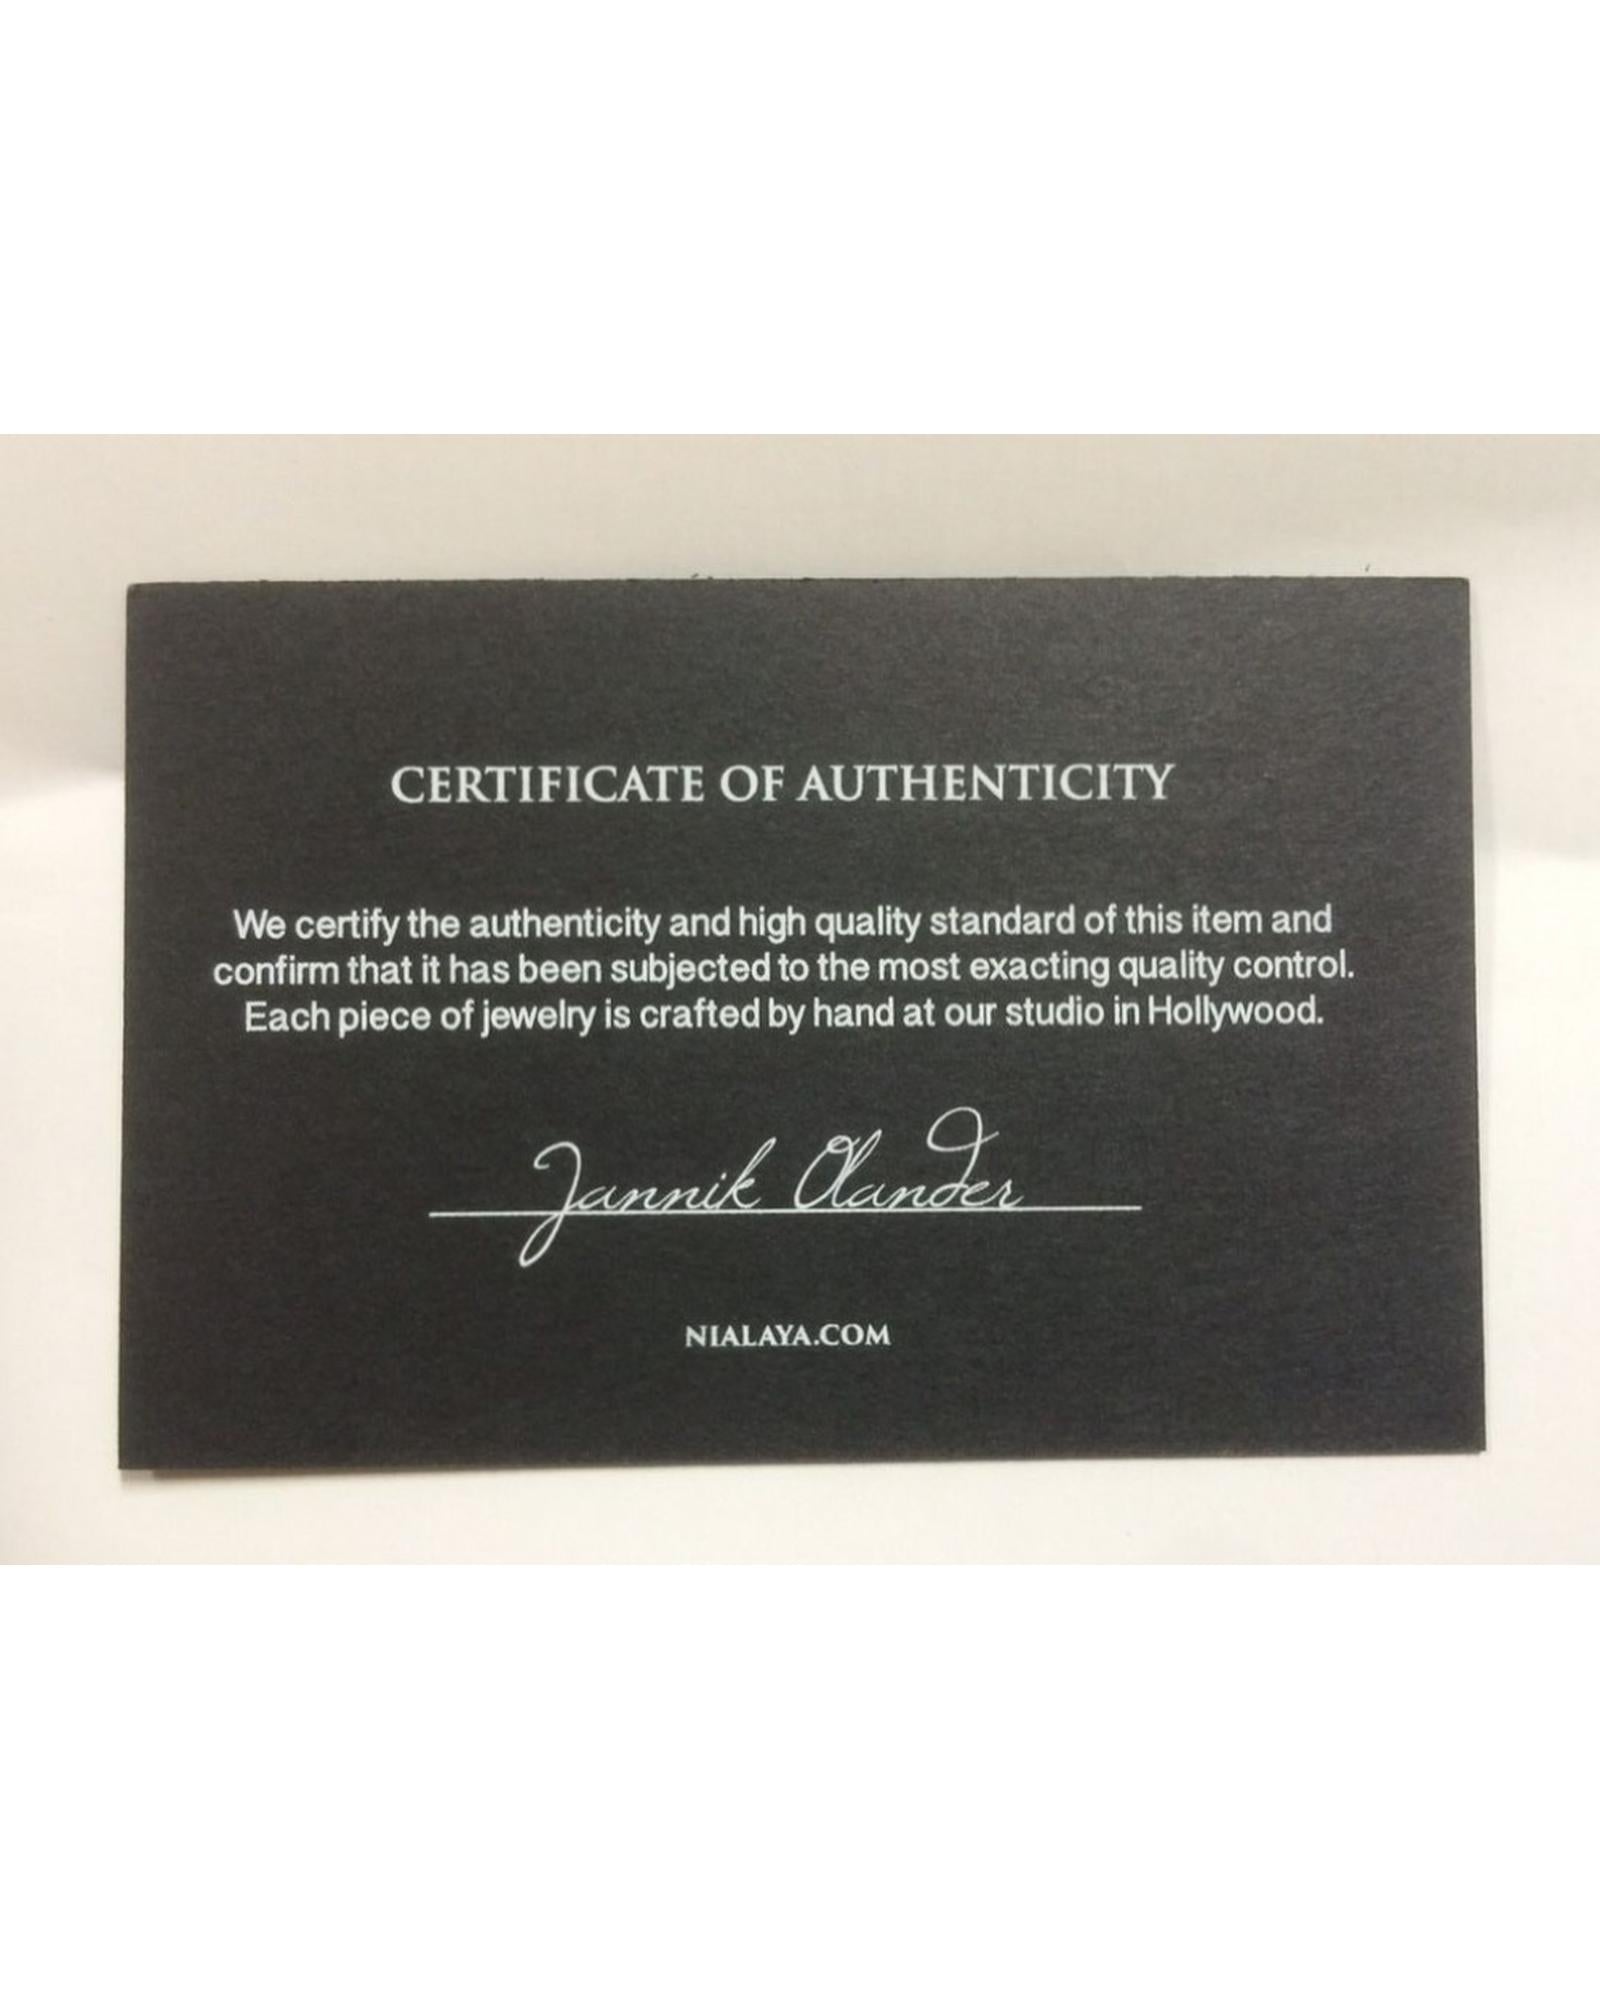 CERTIFICATE OF AUTHENTICITY
We certify the authenticity and high quality standard of this item and
confirm that it has been subjected to the most exacting quality control.
Each piece of jewelry is crafted by hand at our studio in Hollywood.
Jannik Olander
NIALAYA.COM